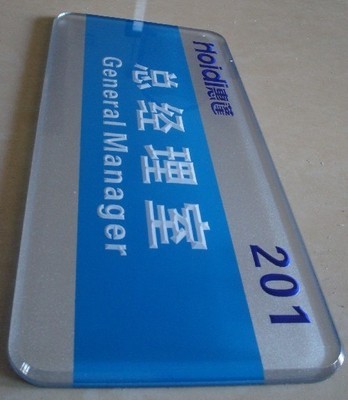 Hoidi
总经理室
General Manager
201